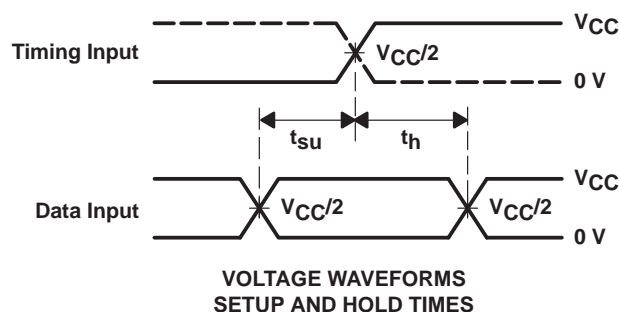 VCC
Timing Input
VCC/2
0 V
tsu
th
VCC
Data Input
VCC/2
VCC/2
0 V
VOLTAGE WAVEFORMS
SETUP AND HOLD TIMES